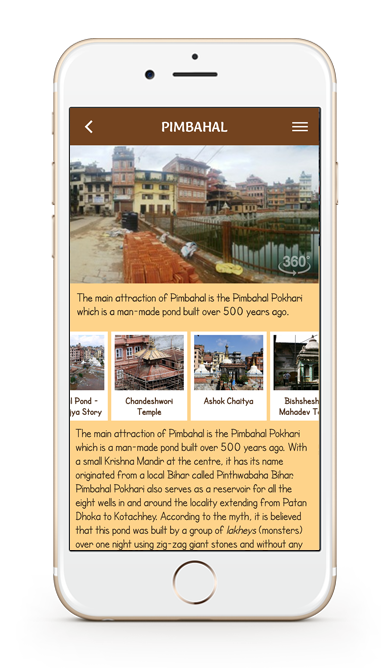 PIMBAHAL
360°
The main attraction of Pimbahal is the Pimbahal Pokhari
which is a man-made pond built over 500 years ago.
l Pond -
ya Story
Chandeshwori
Temple
Ashok Chaitya
Bishshesh
Mahadev Te
The main attraction of Pimbahal is the Pimbahal Pokhari
which is a man-made pond built over 500 years ago. With
a small Krishna Mandir at the centre, it has its name
originated from a local Bihar called Pinthwabaha Bihar.
Pimbahal Pokhari also serves as a reservoir for all the
eight wells in and around the locality extending from Patan
Dhoka to Kotachhey. According to the myth, it is believed
that this pond was built by a group of lakheys (monsters)
over one night using zig-zag giant stones and without any